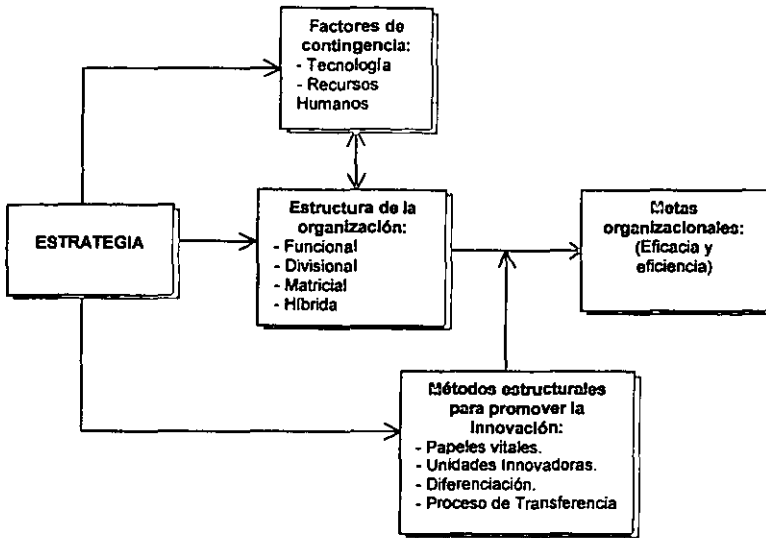 Factores de
contingencia:
- Tecnología
- Recursos
Humanos
ESTRATEGIA
Estructura de la
organización:
- Funcional
- Divisional
- Matricial
- Híbrida
Metas
organizacionales:
(Eficacia y
eficiencia)
Métodos estructurales
para promover la
Innovación:
- Papeles vitales.
- Unidades Innovadoras.
- Diferenciación.
- Proceso de Transferencia